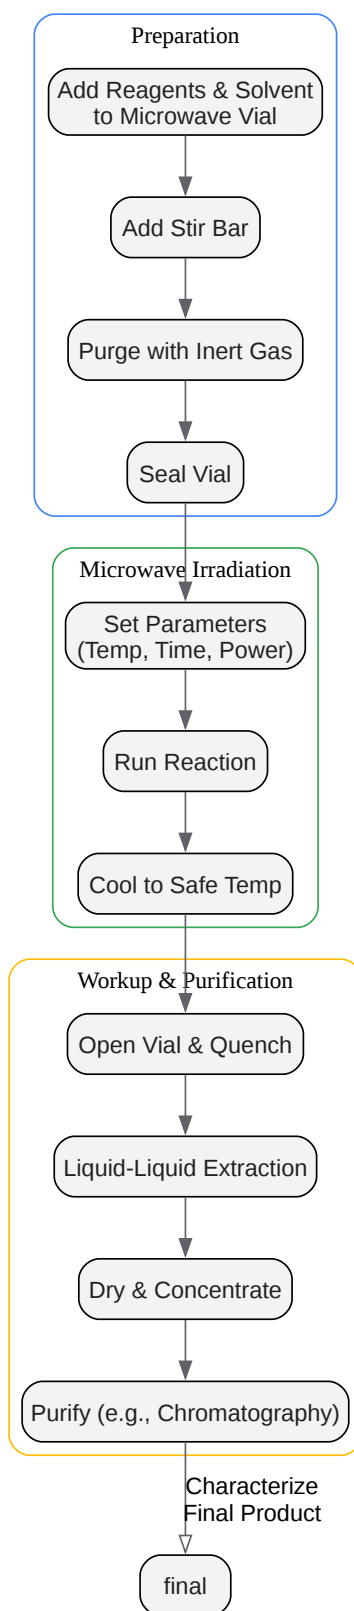 Preparation
Add Reagents & Solvent
to Microwave Vial
Add Stir Bar
Purge with Inert Gas
Seal Vial
Microwave Irradiation
Set Parameters
(Temp, Time, Power)
Run Reaction
Cool to Safe Temp
Workup & Purification
Open Vial & Quench
Liquid-Liquid Extraction
Dry & Concentrate
Purify (e.g., Chromatography)
Characterize
Final Product
final